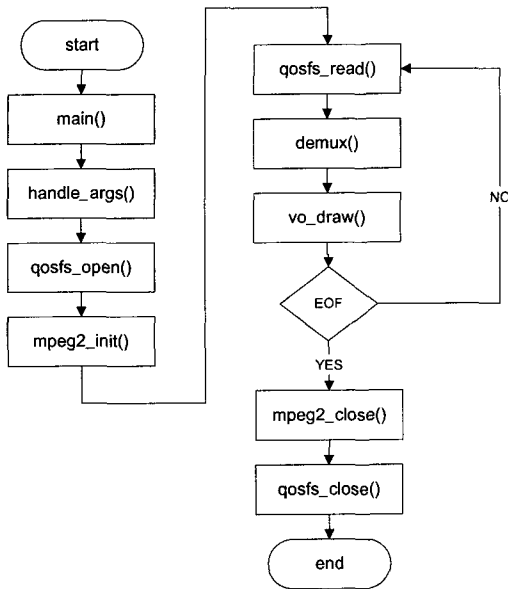 start
main()
handle_args()
qosfs_open()
mpeg2_init()
qosfs_read()
demux()
vo_draw()
EOF
NO
YES
mpeg2_close()
qosfs_close()
end